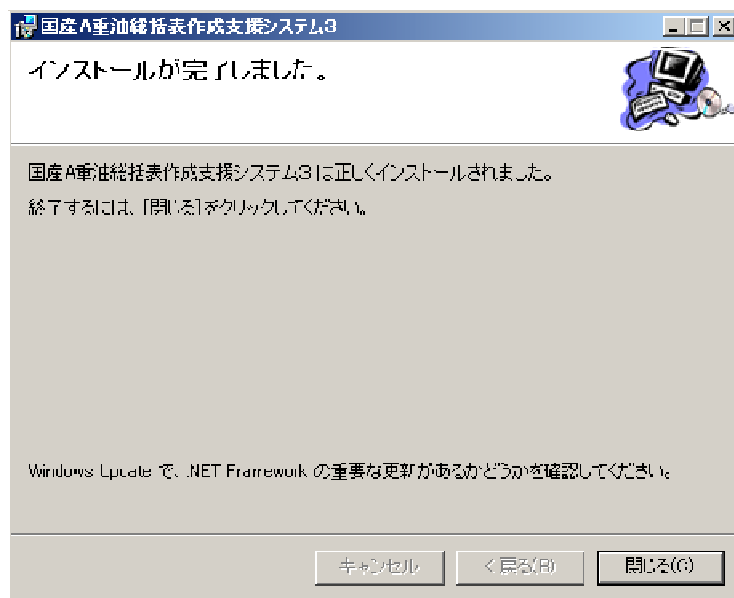 国産A重油総括表作成支援システム3
インストールが完了しました。
国産A重油総括表作成支援システム3は正しくインストールされました。
終了するには、[閉じる]をクリックしてください。
Windows Update で、.NET Framework の重要な更新があるかどうかを確認してください。
キャンセル
< 戻る(B)
閉じる(C)